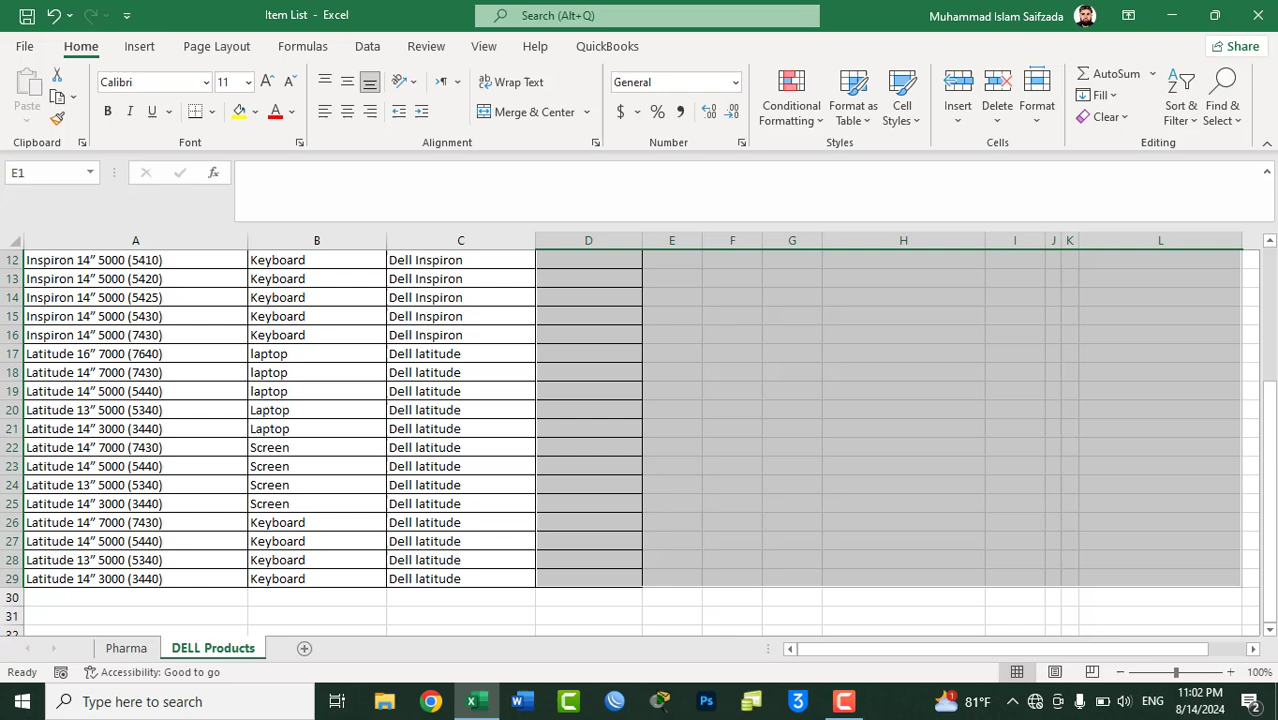 Item List - Excel
Search (Alt+Q)
Muhammad Islam Saifzada
File Home Insert Page Layout Formulas Data Review View Help QuickBooks Share
Paste
Clipboard
Calibri 11
B I U
Font
Wrap Text
Merge & Center
Alignment
General
$ % ,
Number
Conditional Formatting
Format as Table
Cell Styles
Styles
Insert
Delete
Format
Cells
AutoSum
Fill
Clear
Sort & Filter
Find & Select
Editing
E1 fx
A B C D E F G H I J K L
12 Inspiron 14” 5000 (5410) Keyboard Dell Inspiron
13 Inspiron 14” 5000 (5420) Keyboard Dell Inspiron
14 Inspiron 14” 5000 (5425) Keyboard Dell Inspiron
15 Inspiron 14” 5000 (5430) Keyboard Dell Inspiron
16 Inspiron 14” 5000 (7430) Keyboard Dell Inspiron
17 Latitude 16” 7000 (7640) laptop Dell latitude
18 Latitude 14” 7000 (7430) laptop Dell latitude
19 Latitude 14” 5000 (5440) laptop Dell latitude
20 Latitude 13” 5000 (5340) Laptop Dell latitude
21 Latitude 14” 3000 (3440) Laptop Dell latitude
22 Latitude 14” 7000 (7430) Screen Dell latitude
23 Latitude 14” 5000 (5440) Screen Dell latitude
24 Latitude 13” 5000 (5340) Screen Dell latitude
25 Latitude 14” 3000 (3440) Screen Dell latitude
26 Latitude 14” 7000 (7430) Keyboard Dell latitude
27 Latitude 14” 5000 (5440) Keyboard Dell latitude
28 Latitude 13” 5000 (5340) Keyboard Dell latitude
29 Latitude 14” 3000 (3440) Keyboard Dell latitude
30
31
32
Pharma DELL Products
Ready Accessibility: Good to go 100%
Type here to search
81°F ENG
11:02 PM
8/14/2024
2